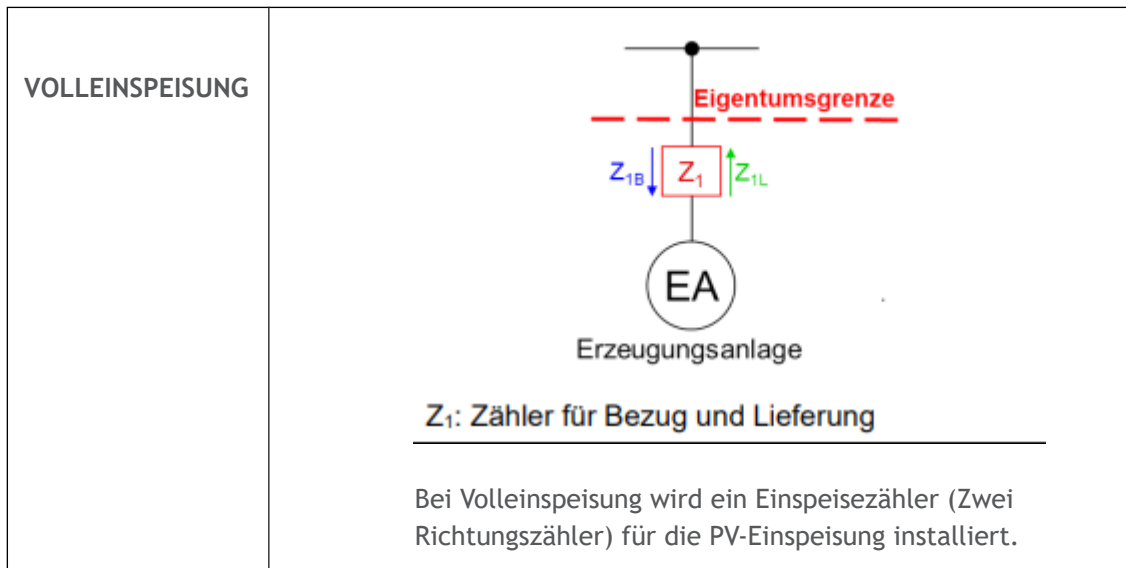 VOLLEINSPEISUNG
Eigentumsgrenze
Z1B Z1 Z1L
EA
Erzeugungsanlage
Z1: Zähler für Bezug und Lieferung
Bei Volleinspeisung wird ein Einspeisezähler (Zwei
Richtungszähler) für die PV-Einspeisung installiert.